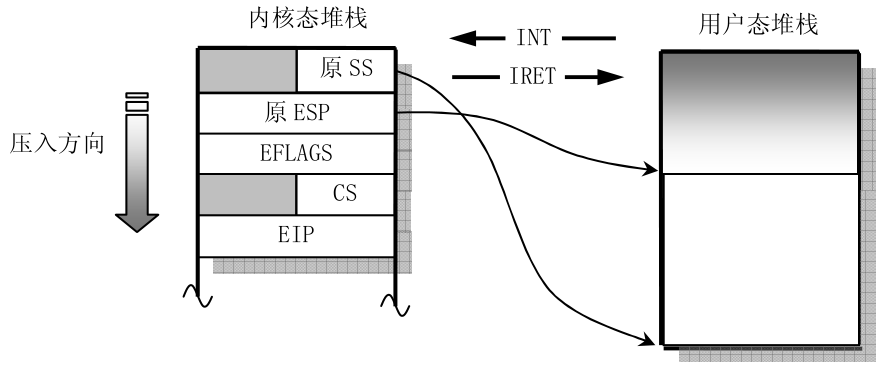 内核态堆栈
INT
用户态堆栈
IRET
原 SS
原 ESP
压入方向
EFLAGS
CS
EIP